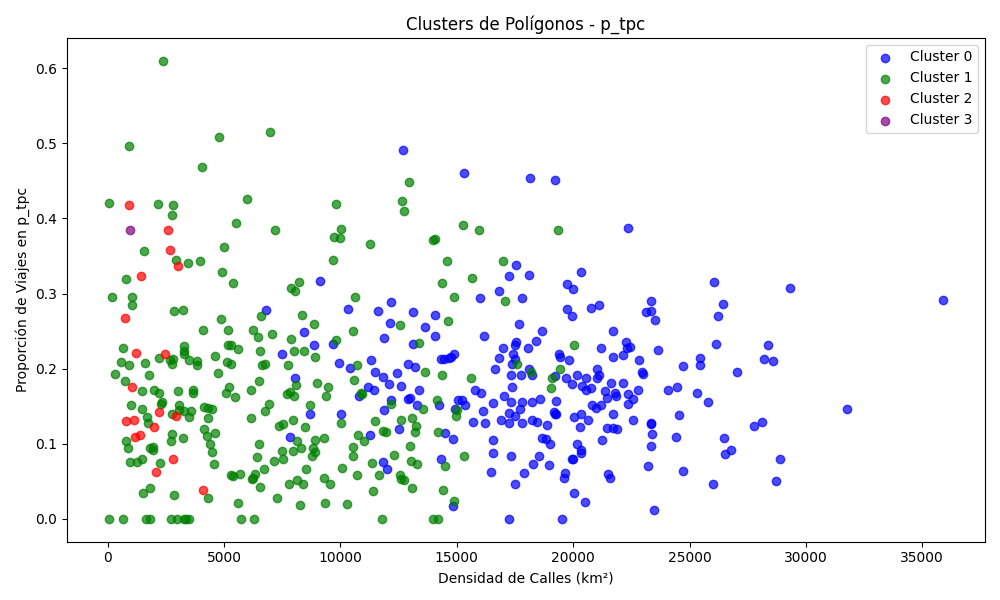 Clusters de Polígonos - p_tpc
Cluster 0
Cluster 1
Cluster 2
Cluster 3
Proporción de Viajes en p_tpc
0.6
0.5
0.4
0.3
0.2
0.1
0.0
0
5000
10000
15000
20000
25000
30000
35000
Densidad de Calles (km²)